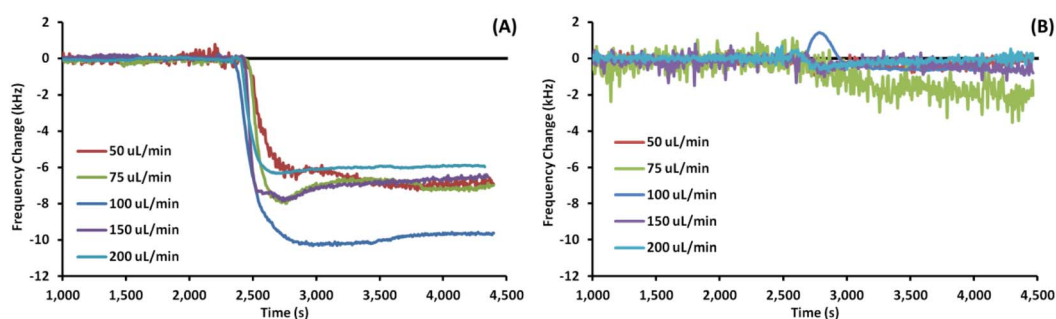 (A)
Frequency Change (kHz)
2
0
-2
-4
-6
-8
-10
-12
50 uL/min
75 uL/min
100 uL/min
150 uL/min
200 uL/min
1,000 1,500 2,000 2,500 3,000 3,500 4,000 4,500
Time (s)
(B)
Frequency Change (kHz)
2
0
-2
-4
-6
-8
-10
-12
50 uL/min
75 uL/min
100 uL/min
150 uL/min
200 uL/min
1,000 1,500 2,000 2,500 3,000 3,500 4,000 4,500
Time (s)